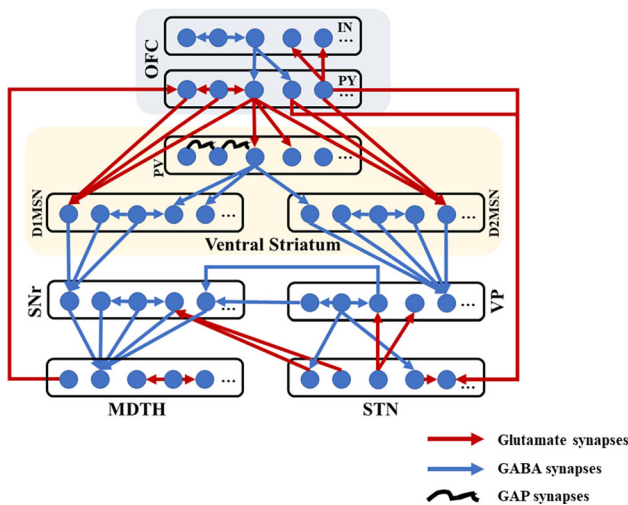 IN
...
OFC
PY
...
PV
...
D1MSN
...
...
D2MSN
Ventral Striatum
SNr
...
...
VP
...
...
MDTH
STN
Glutamate synapses
GABA synapses
GAP synapses